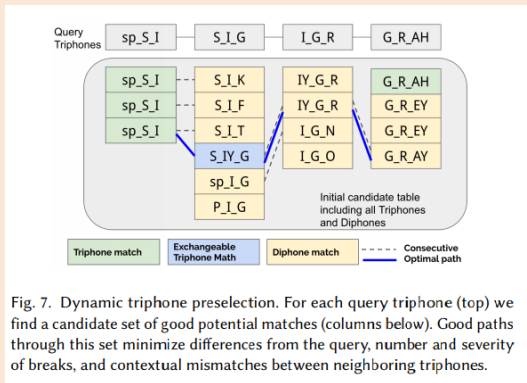 Query
Triphones
sp_S_I S_I_G I_G_R G_R_AH
sp_S_I S_I_K IY_G_R G_R_AH
sp_S_I S_I_F IY_G_R G_R_EY
sp_S_I S_I_T I_G_N G_R_EY
S_IY_G I_G_O G_R_AY
sp_I_G
P_I_G
Initial candidate table
including all Triphones
and Diphones
Triphone match
Exchangeable
Triphone Math
Diphone match
Consecutive
Optimal path
Fig. 7. Dynamic triphone preselection. For each query triphone (top) we
find a candidate set of good potential matches (columns below). Good paths
through this set minimize differences from the query, number and severity
of breaks, and contextual mismatches between neighboring triphones.